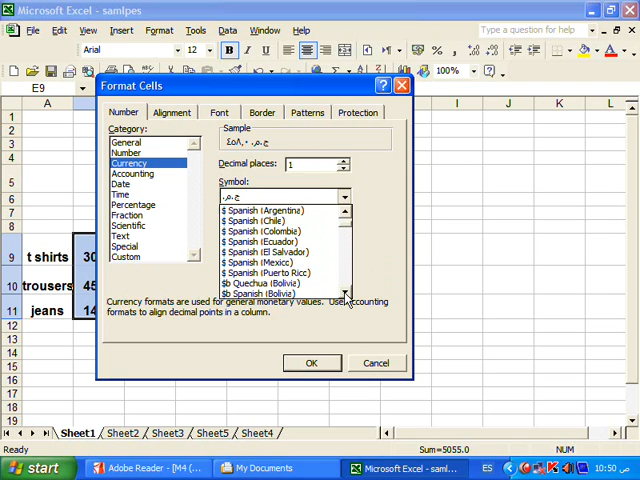 Microsoft Excel - samlpes
File Edit View Insert Format Tools Data Window Help
Type a question for help
Arial 12 B I U
100%
E9
Format Cells
Number Alignment Font Border Patterns Protection
A I J K L
1
2
3
4
5
6
7
8
9 t shirts 30
10 trousers 45
11 jeans 14
12
13
14
15
16
17
18
19
Category:
General
Number
Currency
Accounting
Date
Time
Percentage
Fraction
Scientific
Text
Special
Custom
Sample
Decimal places: 1
Symbol:
ج.م.
$ Spanish (Argentina)
$ Spanish (Chile)
$ Spanish (Colombia)
$ Spanish (Ecuador)
$ Spanish (El Salvador)
$ Spanish (Mexico)
$ Spanish (Puerto Rico)
$b Quechua (Bolivia)
$b Spanish (Bolivia)
Currency formats are used for general monetary values. Use accounting
formats to align decimal points in a column.
OK Cancel
Sheet1 Sheet2 Sheet3 Sheet5 Sheet4
Ready Sum=5055.0 NUM
start Adobe Reader - [M4 (... My Documents Microsoft Excel - saml... ES 10:50 ص